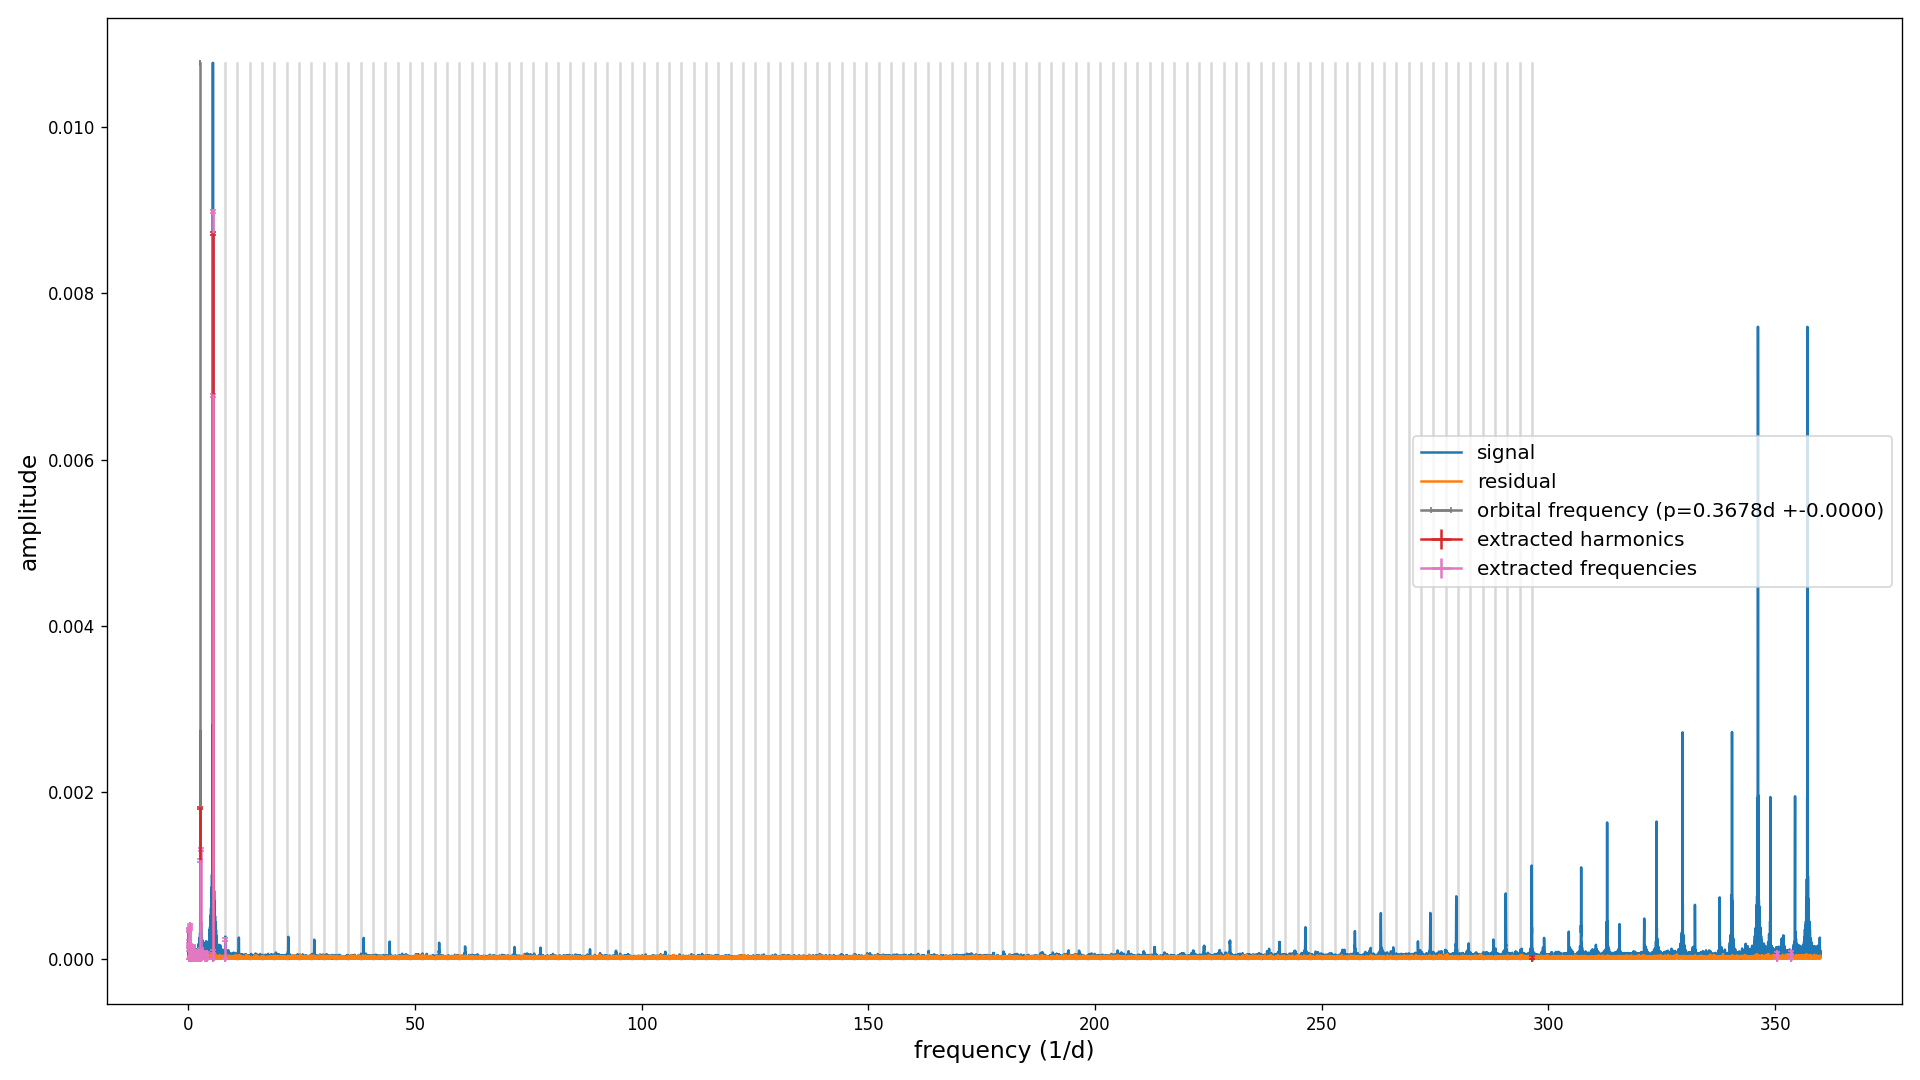 amplitude
0.010
0.008
0.006
0.004
0.002
0.000
signal
residual
orbital frequency (p=0.3678d +-0.0000)
extracted harmonics
extracted frequencies
0 50 100 150 200 250 300 350
frequency (1/d)